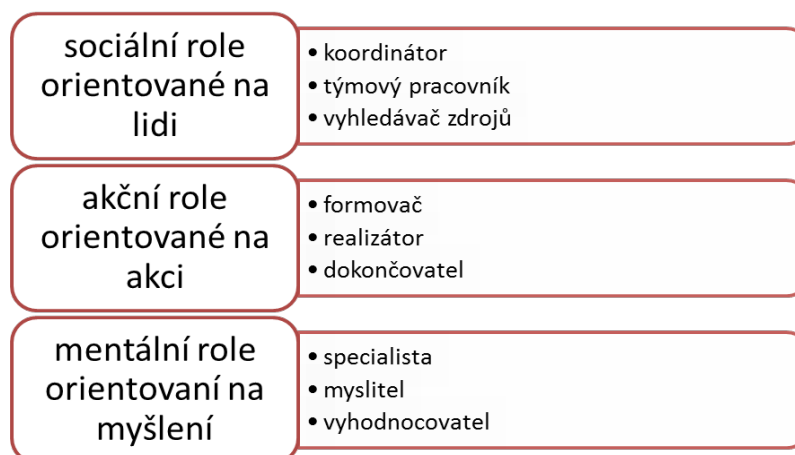 sociální role
orientované na
lidi
• koordinátor
• týmový pracovník
• vyhledávač zdrojů
akční role
orientované na
akci
• formovač
• realizátor
• dokončovatel
mentální role
orientovaní na
myšlení
• specialista
• myslitel
• vyhodnocovatel